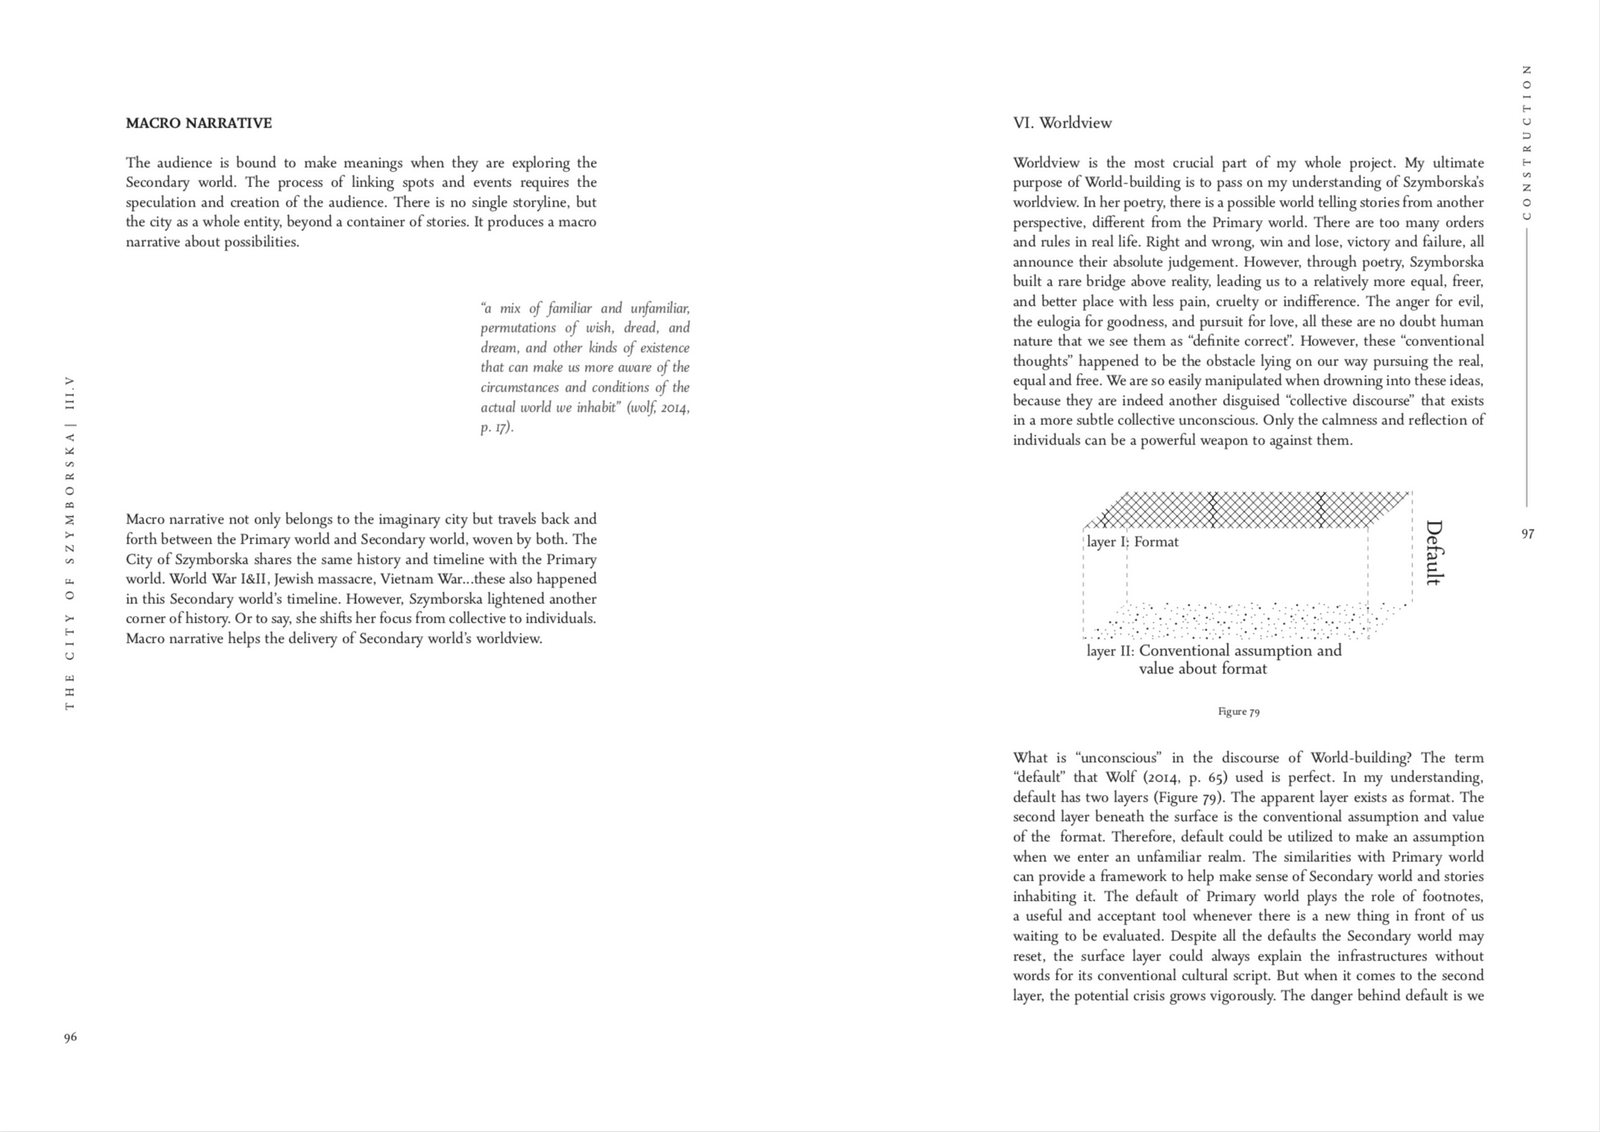 THE CITY OF SZYMBORSKA| III.V
MACRO NARRATIVE
The audience is bound to make meanings when they are exploring the
Secondary world. The process of linking spots and events requires the
speculation and creation of the audience. There is no single storyline, but
the city as a whole entity, beyond a container of stories. It produces a macro
narrative about possibilities.
“a mix of familiar and unfamiliar,
permutations of wish, dread, and
dream, and other kinds of existence
that can make us more aware of the
circumstances and conditions of the
actual world we inhabit” (wolf, 2014,
p. 17).
Macro narrative not only belongs to the imaginary city but travels back and
forth between the Primary world and Secondary world, woven by both. The
City of Szymborska shares the same history and timeline with the Primary
world. World War I&II, Jewish massacre, Vietnam War...these also happened
in this Secondary world’s timeline. However, Szymborska lightened another
corner of history. Or to say, she shifts her focus from collective to individuals.
Macro narrative helps the delivery of Secondary world’s worldview.
96
CONSTRUCTION
97
VI. Worldview
Worldview is the most crucial part of my whole project. My ultimate
purpose of World-building is to pass on my understanding of Szymborska’s
worldview. In her poetry, there is a possible world telling stories from another
perspective, different from the Primary world. There are too many orders
and rules in real life. Right and wrong, win and lose, victory and failure, all
announce their absolute judgement. However, through poetry, Szymborska
built a rare bridge above reality, leading us to a relatively more equal, freer,
and better place with less pain, cruelty or indifference. The anger for evil,
the eulogia for goodness, and pursuit for love, all these are no doubt human
nature that we see them as “definite correct”. However, these “conventional
thoughts” happened to be the obstacle lying on our way pursuing the real,
equal and free. We are so easily manipulated when drowning into these ideas,
because they are indeed another disguised “collective discourse” that exists
in a more subtle collective unconscious. Only the calmness and reflection of
individuals can be a powerful weapon to against them.
layer I: Format
Default
layer II: Conventional assumption and
value about format
Figure 79
What is “unconscious” in the discourse of World-building? The term
“default” that Wolf (2014, p. 65) used is perfect. In my understanding,
default has two layers (Figure 79). The apparent layer exists as format. The
second layer beneath the surface is the conventional assumption and value
of the format. Therefore, default could be utilized to make an assumption
when we enter an unfamiliar realm. The similarities with Primary world
can provide a framework to help make sense of Secondary world and stories
inhabiting it. The default of Primary world plays the role of footnotes,
a useful and acceptant tool whenever there is a new thing in front of us
waiting to be evaluated. Despite all the defaults the Secondary world may
reset, the surface layer could always explain the infrastructures without
words for its conventional cultural script. But when it comes to the second
layer, the potential crisis grows vigorously. The danger behind default is we